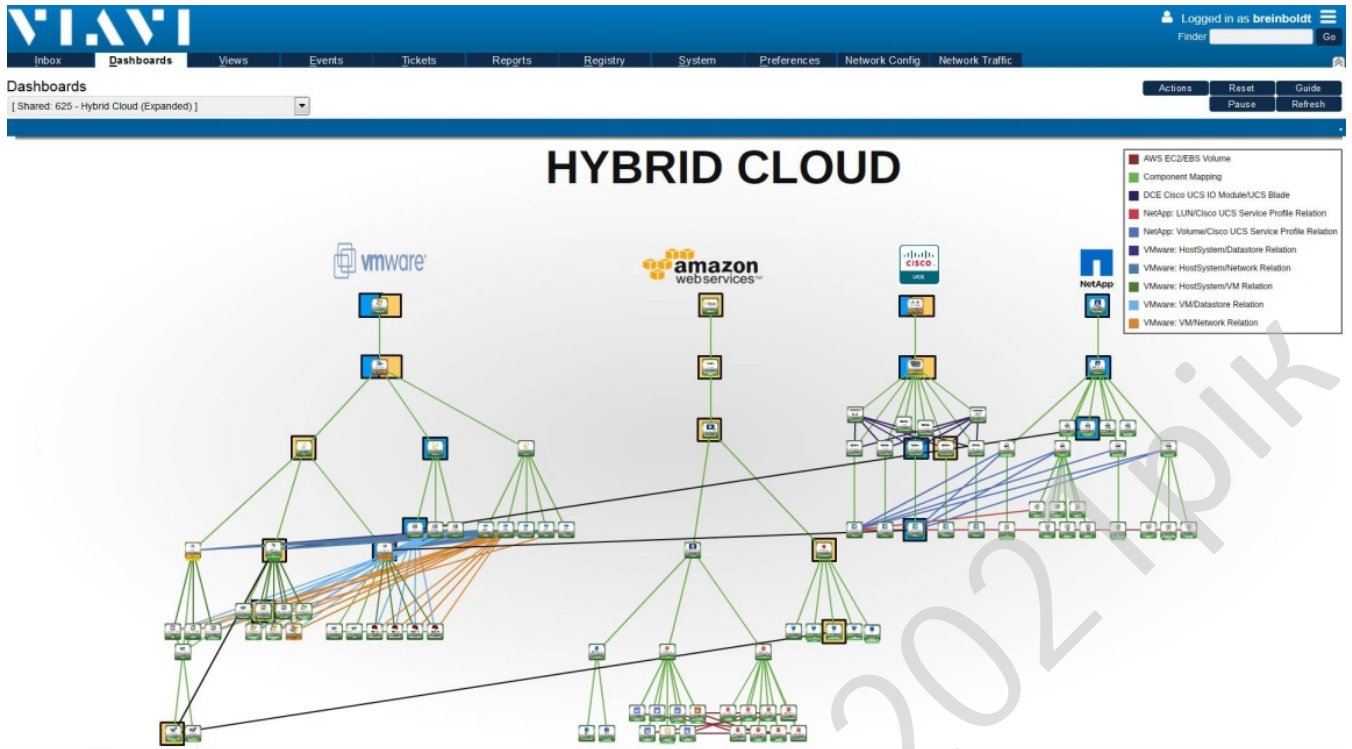 VIAVI
Logged in as breinboldt
Finder
Go
Inbox Dashboards Views Events Tickets Reports Registry System Preferences Network Config Network Traffic
Dashboards
Actions Reset Guide
[ Shared: 625 - Hybrid Cloud (Expanded) ]
Pause Refresh
HYBRID CLOUD
AWS EC2/EBS Volume
Component Mapping
DCE Cisco UCS IO Module/UCS Blade
NetApp: LUN/Cisco UCS Service Profile Relation
NetApp: Volume/Cisco UCS Service Profile Relation
VMware: HostSystem/Datastore Relation
VMware: HostSystem/Network Relation
VMware: HostSystem/VM Relation
VMware: VM/Datastore Relation
VMware: VM/Network Relation
vmware
amazon
webservices™
CISCO
UCS
NetApp
2021pik